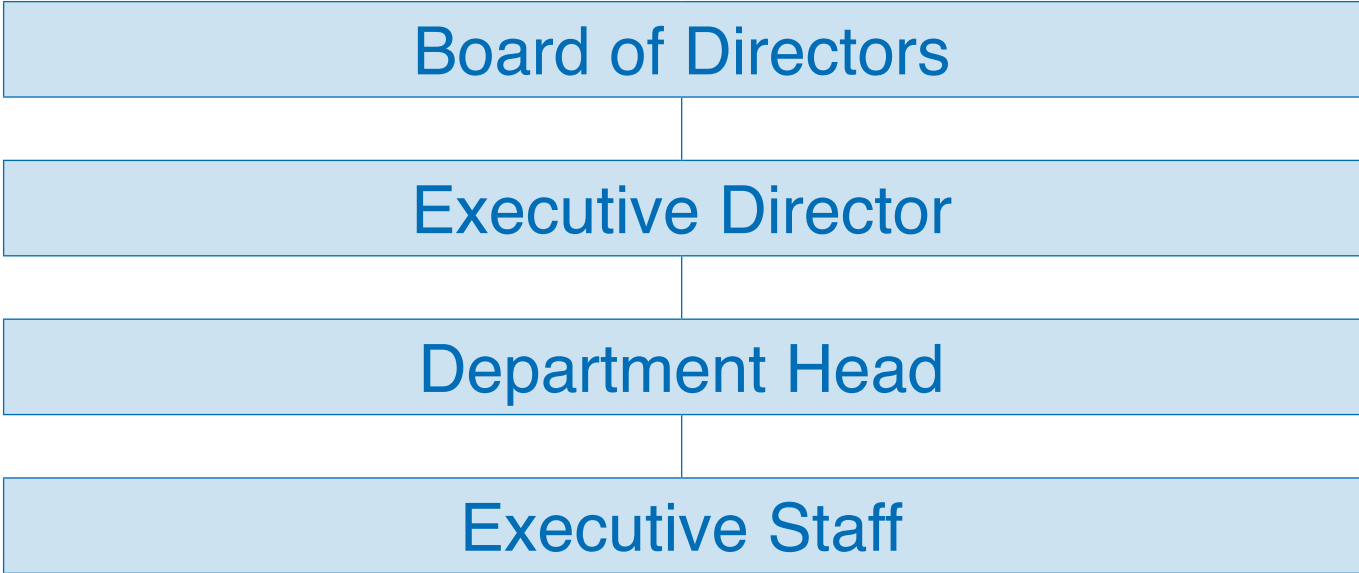 Board of Directors
Executive Director
Department Head
Executive Staff